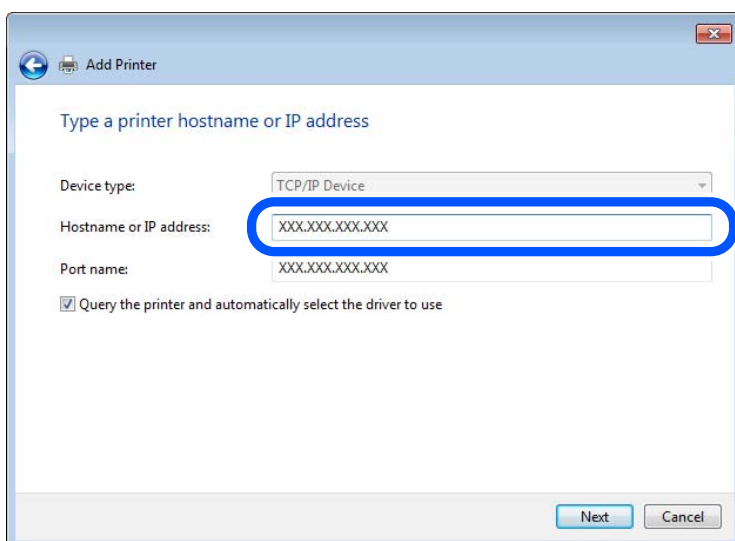 Add Printer
Type a printer hostname or IP address
Device type: TCP/IP Device
Hostname or IP address: XXX.XXX.XXX.XXX
Port name: XXX.XXX.XXX.XXX
Query the printer and automatically select the driver to use
Next Cancel